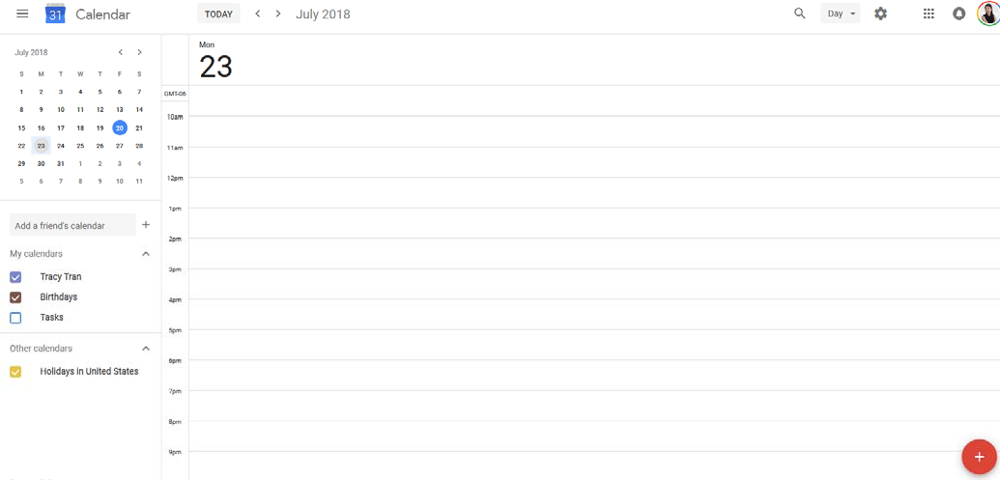 31 Calendar TODAY July 2018 Day
July 2018
S M T W T F S
1 2 3 4 5 6 7
8 9 10 11 12 13 14
15 16 17 18 19 20 21
22 23 24 25 26 27 28
29 30 31 1 2 3 4
5 6 7 8 9 10 11
Add a friend's calendar +
My calendars
Tracy Tran
Birthdays
Tasks
Other calendars
Holidays in United States
Mon
23
GMT-06
10am
11am
12pm
1pm
2pm
3pm
4pm
5pm
6pm
7pm
8pm
9pm
+